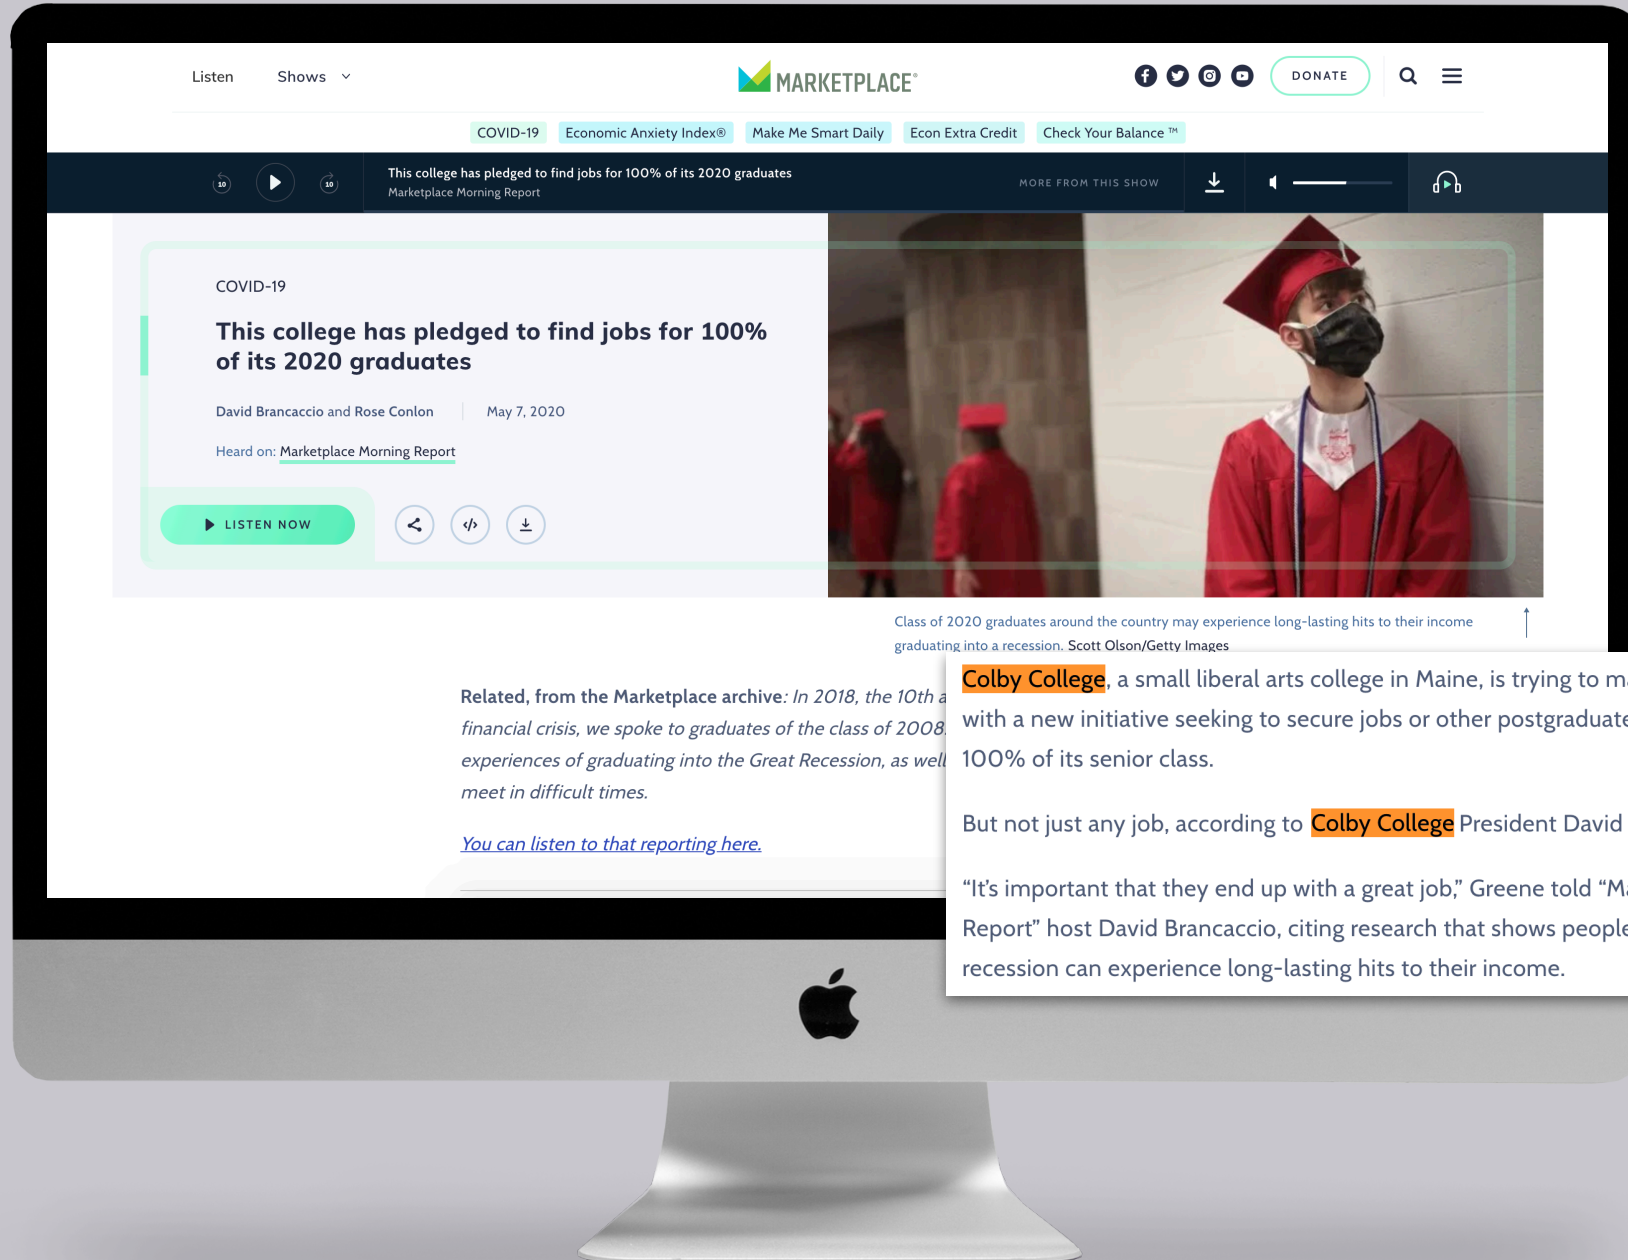 Listen
Shows
MARKETPLACE®
DONATE
COVID-19
Economic Anxiety Index®
Make Me Smart Daily
Econ Extra Credit
Check Your Balance ™
10
10
This college has pledged to find jobs for 100% of its 2020 graduates
Marketplace Morning Report
MORE FROM THIS SHOW
COVID-19
This college has pledged to find jobs for 100%
of its 2020 graduates
David Brancaccio and Rose Conlon
May 7, 2020
Heard on: Marketplace Morning Report
LISTEN NOW
Class of 2020 graduates around the country may experience long-lasting hits to their income
graduating into a recession. Scott Olson/Getty Images
Related, from the Marketplace archive: In 2018, the 10th a
financial crisis, we spoke to graduates of the class of 2008
experiences of graduating into the Great Recession, as well
meet in difficult times.
You can listen to that reporting here.
Colby College, a small liberal arts college in Maine, is trying to
with a new initiative seeking to secure jobs or other postgraduate
100% of its senior class.
But not just any job, according to Colby College President David
“It’s important that they end up with a great job,” Greene told
Report” host David Brancaccio, citing research that shows people
recession can experience long-lasting hits to their income.